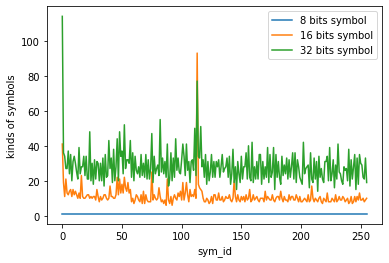 8 bits symbol
16 bits symbol
32 bits symbol
100
80
60
40
20
0
kinds of symbols
0 50 100 150 200 250
sym_id